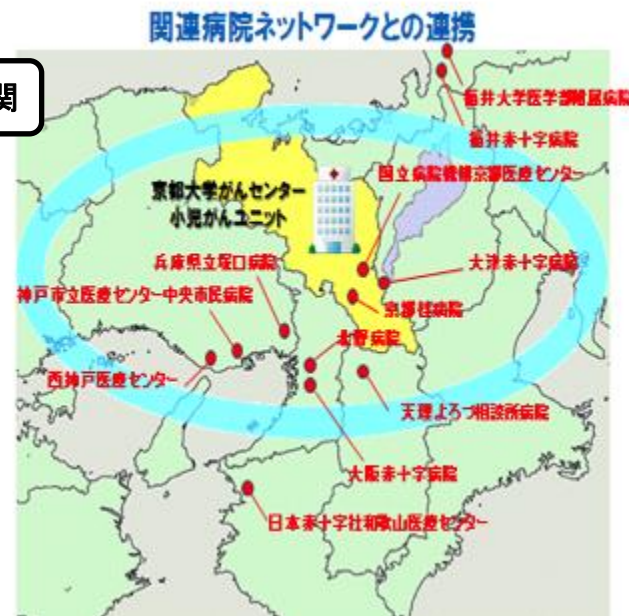 関連病院ネットワークとの連携
関
福井大学医学部附属病院
福井赤十字病院
国立病院機構京都医療センター
京都大学がんセンター
小児がんユニット
兵庫県立塚口病院
大津赤十字病院
神戸市立医療センター中央市民病院
京都桂病院
北野病院
西神戸医療センター
天理よろづ相談所病院
大阪赤十字病院
日本赤十字社和歌山医療センター